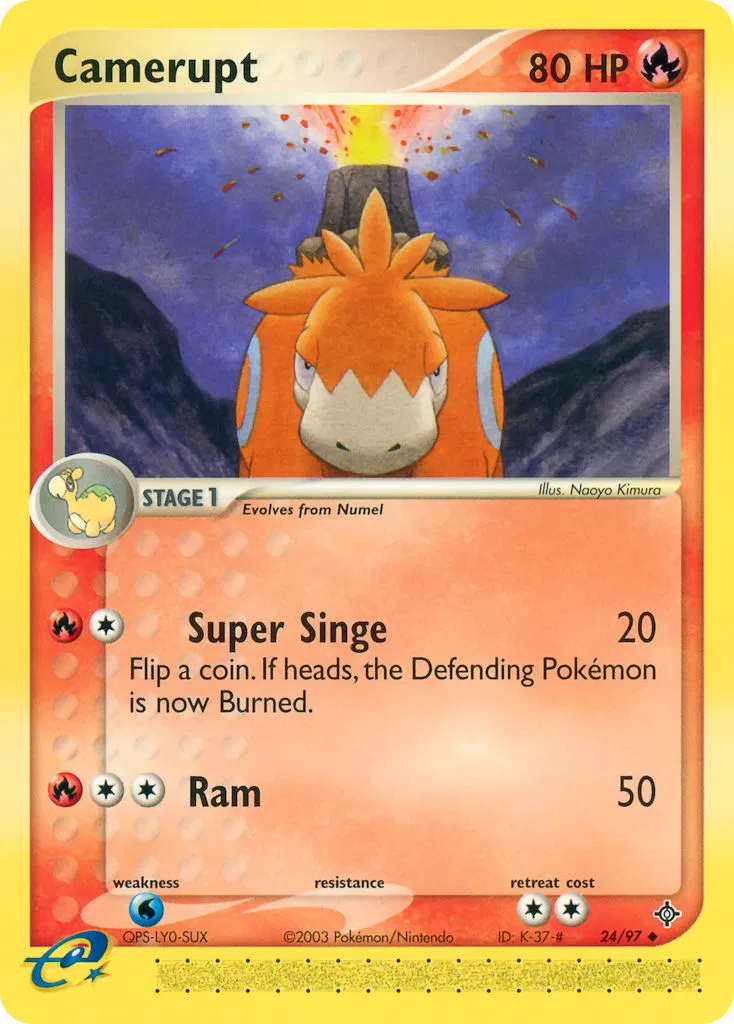 Camerupt
80 HP
STAGE 1
Illus. Naoyo Kimura
Evolves from Numel
Super Singe 20
Flip a coin. If heads, the Defending Pokémon
is now Burned.
Ram 50
weakness resistance retreat cost
QPS-LY0-SUX ©2003 Pokémon/Nintendo ID: K-37-# 24/97
e